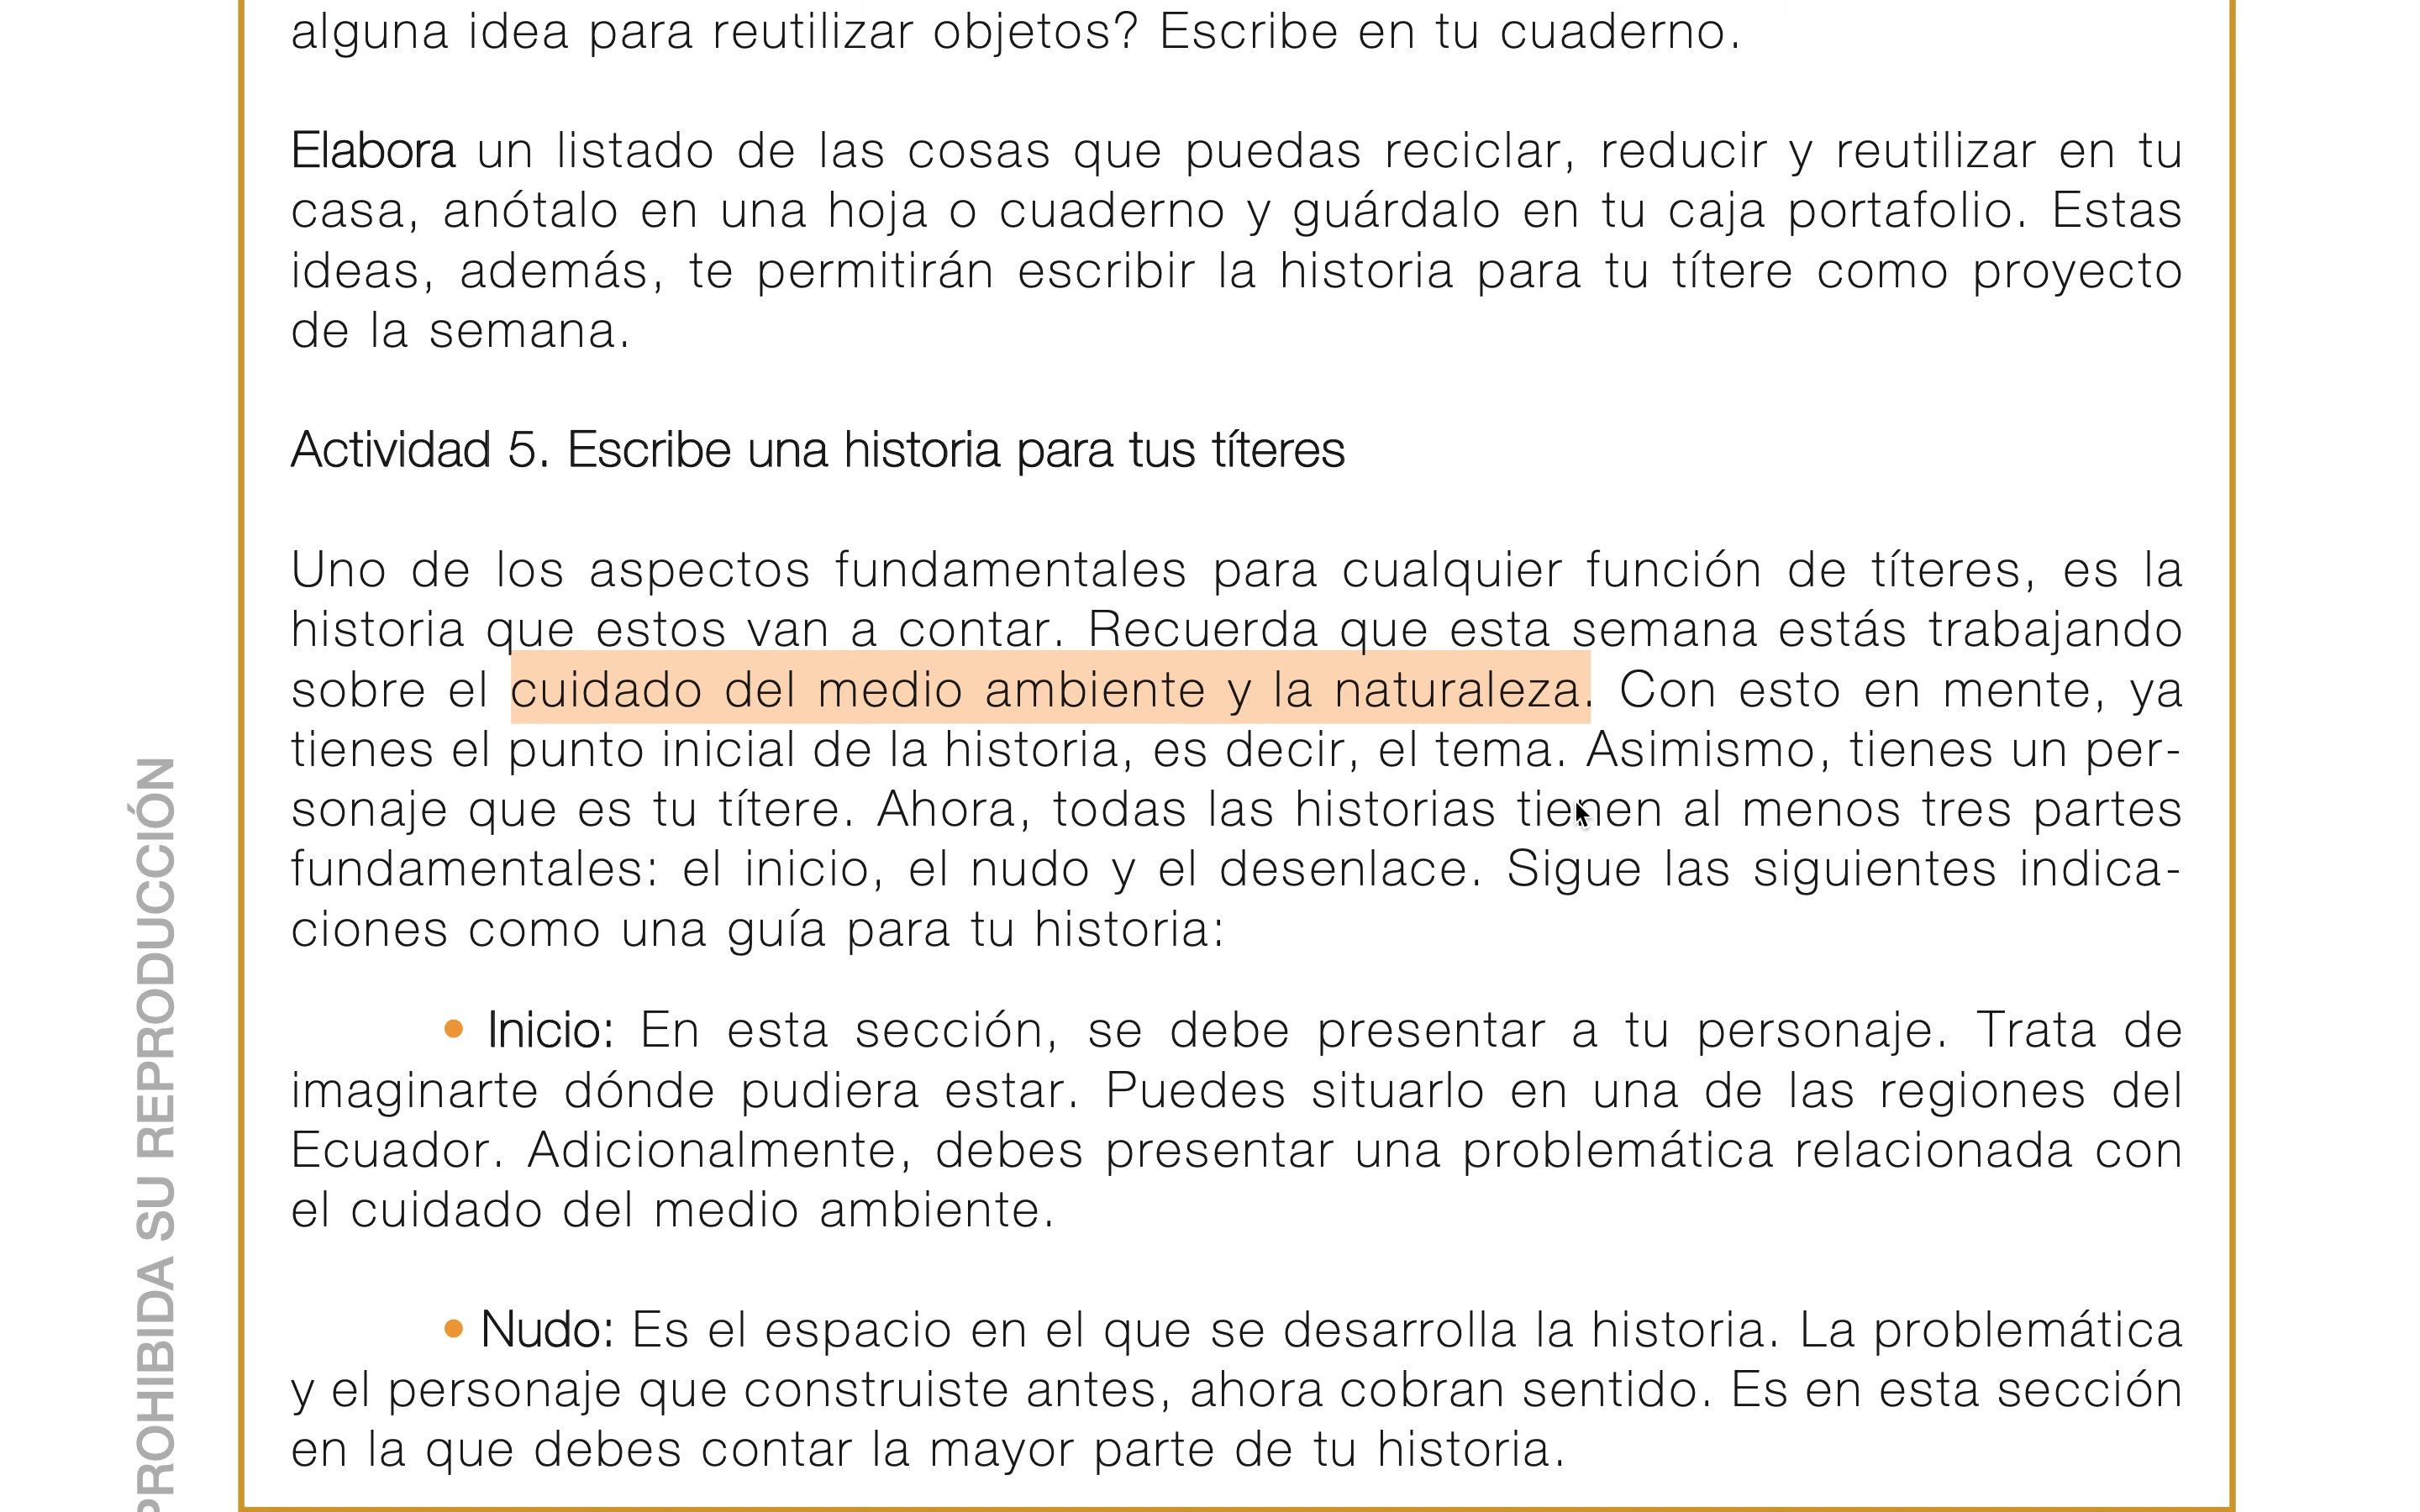 alguna idea para reutilizar objetos? Escribe en tu cuaderno.
Elabora un listado de las cosas que puedas reciclar, reducir y reutilizar en tu
casa, anótalo en una hoja o cuaderno y guárdalo en tu caja portafolio. Estas
ideas, además, te permitirán escribir la historia para tu títere como proyecto
de la semana.
Actividad 5. Escribe una historia para tus títeres
Uno de los aspectos fundamentales para cualquier función de títeres, es la
historia que estos van a contar. Recuerda que esta semana estás trabajando
sobre el cuidado del medio ambiente y la naturaleza. Con esto en mente, ya
tienes el punto inicial de la historia, es decir, el tema. Asimismo, tienes un per-
sonaje que es tu títere. Ahora, todas las historias tienen al menos tres partes
fundamentales: el inicio, el nudo y el desenlace. Sigue las siguientes indica-
ciones como una guía para tu historia:
• Inicio: En esta sección, se debe presentar a tu personaje. Trata de
imaginarte dónde pudiera estar. Puedes situarlo en una de las regiones del
Ecuador. Adicionalmente, debes presentar una problemática relacionada con
el cuidado del medio ambiente.
• Nudo: Es el espacio en el que se desarrolla la historia. La problemática
y el personaje que construiste antes, ahora cobran sentido. Es en esta sección
en la que debes contar la mayor parte de tu historia.
PROHIBIDA SU REPRODUCCIÓN